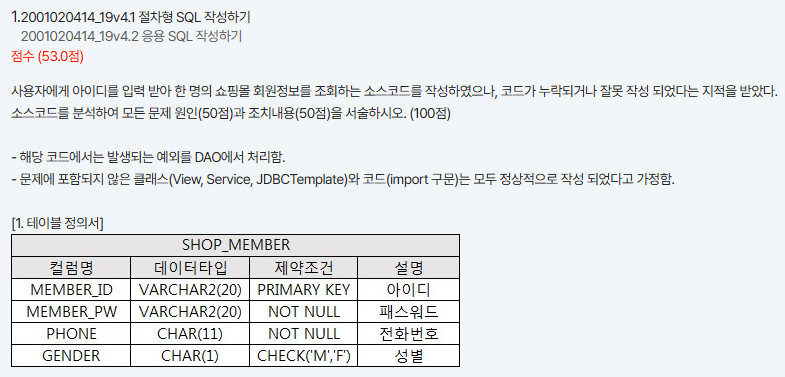 1.2001020414_19v4.1 절차형 SQL 작성하기
2001020414_19v4.2 응용 SQL 작성하기
점수 (53.0점)
사용자에게 아이디를 입력 받아 한 명의 쇼핑몰 회원정보를 조회하는 소스코드를 작성하였으나, 코드가 누락되거나 잘못 작성 되었다는 지적을 받았다.
소스코드를 분석하여 모든 문제 원인(50점)과 조치내용(50점)을 서술하시오. (100점)
- 해당 코드에서는 발생되는 예외를 DAO에서 처리함.
- 문제에 포함되지 않은 클래스(View, Service, JDBCTemplate)와 코드(import 구문)는 모두 정상적으로 작성 되었다고 가정함.
[1. 테이블 정의서]
SHOP_MEMBER
컬럼명 데이터타입 제약조건 설명
MEMBER_ID VARCHAR2(20) PRIMARY KEY 아이디
MEMBER_PW VARCHAR2(20) NOT NULL 패스워드
PHONE CHAR(11) NOT NULL 전화번호
GENDER CHAR(1) CHECK('M','F') 성별